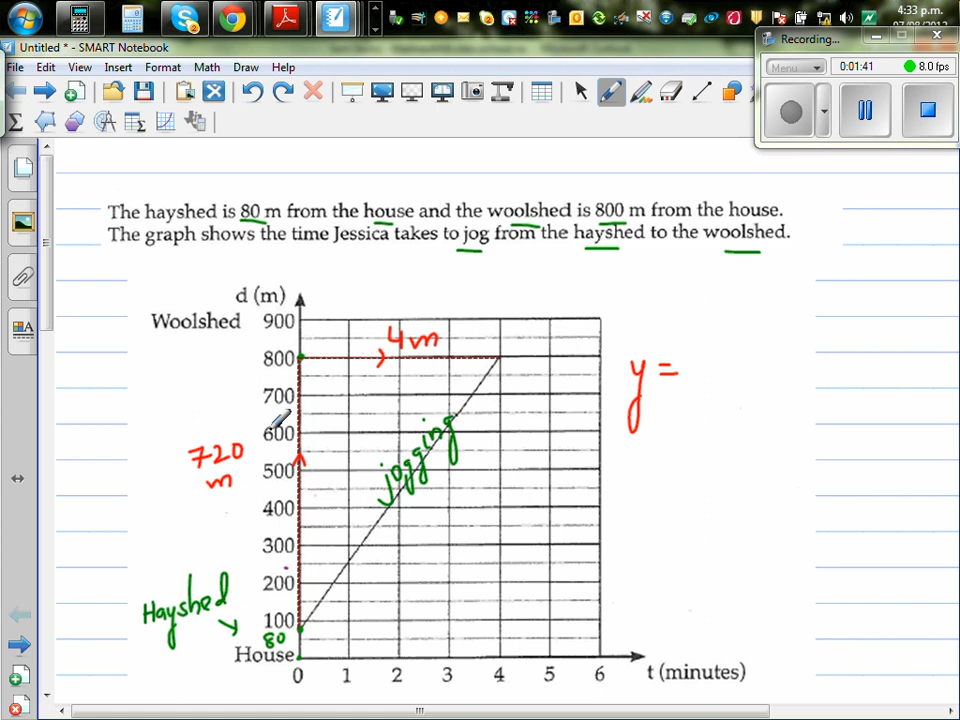 4:33 p.m.
Untitled * - SMART Notebook
Recording...
File Edit View Insert Format Math Draw Help
Menu 0:01:41 8.0 fps
The hayshed is 80 m from the house and the woolshed is 800 m from the house.
The graph shows the time Jessica takes to jog from the hayshed to the woolshed.
d (m)
Woolshed 900
4 m
800
y =
700
600
jogging
720
m
500
400
300
200
Hayshed
100
80
House
0 1 2 3 4 5 6 t (minutes)